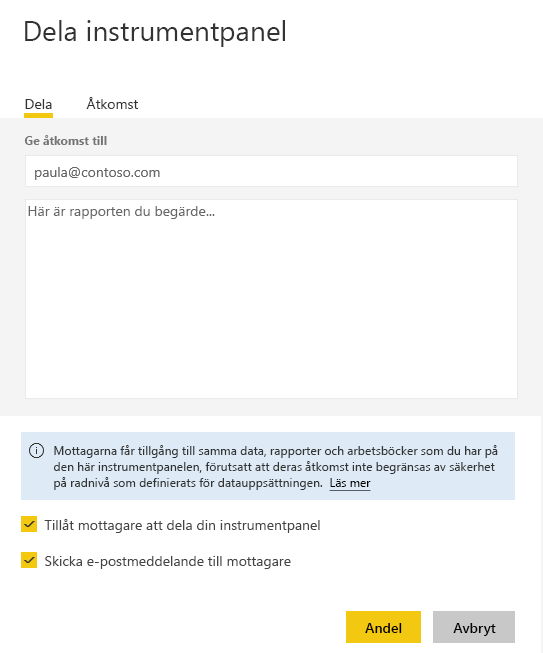 Dela instrumentpanel
Dela Åtkomst
Ge åtkomst till
paula@contoso.com
Här är rapporten du begärde...
Mottagarna får tillgång till samma data, rapporter och arbetsböcker som du har på
den här instrumentpanelen, förutsatt att deras åtkomst inte begränsas av säkerhet
på radnivå som definierats för datauppsättningen. Läs mer
Tillåt mottagare att dela din instrumentpanel
Skicka e-postmeddelande till mottagare
Andel Avbryt